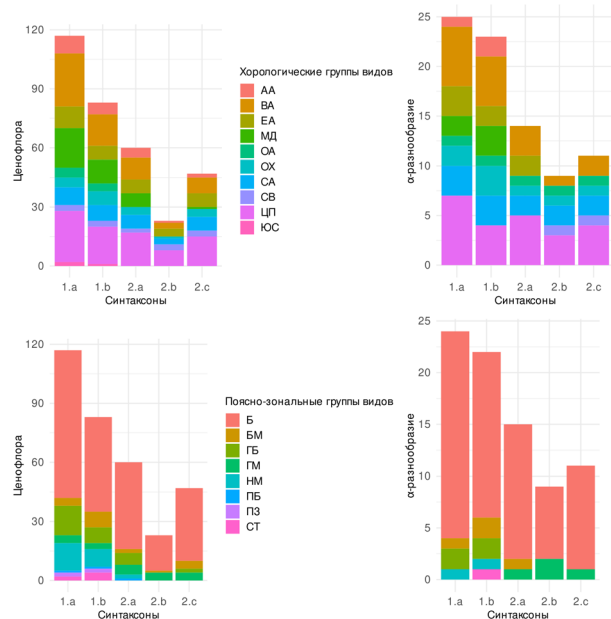 120
90
60
30
0
Ценофлора
1.a 1.b 2.a 2.b 2.c
Синтаксоны
Хорологические группы видов
АА
ВА
ЕА
МД
ОА
ОХ
СА
СВ
ЦП
ЮС
25
20
15
10
5
0
α-разнообразие
1.a 1.b 2.a 2.b 2.c
Синтаксоны
120
90
60
30
0
Ценофлора
1.a 1.b 2.a 2.b 2.c
Синтаксоны
Поясно-зональные группы видов
Б
БМ
ГБ
ГМ
НМ
ПБ
ПЗ
СТ
25
20
15
10
5
0
α-разнообразие
1.a 1.b 2.a 2.b 2.c
Синтаксоны